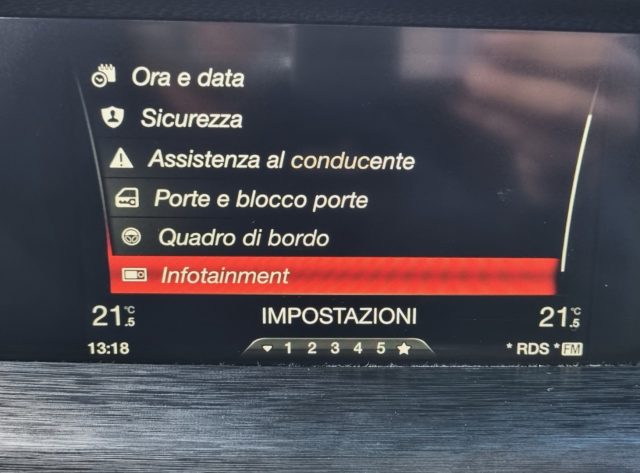 Ora e data
Sicurezza
Assistenza al conducente
Porte e blocco porte
Quadro di bordo
Infotainment
21°C.5 IMPOSTAZIONI 21°C.5
13:18 1 2 3 4 5 * RDS * FM